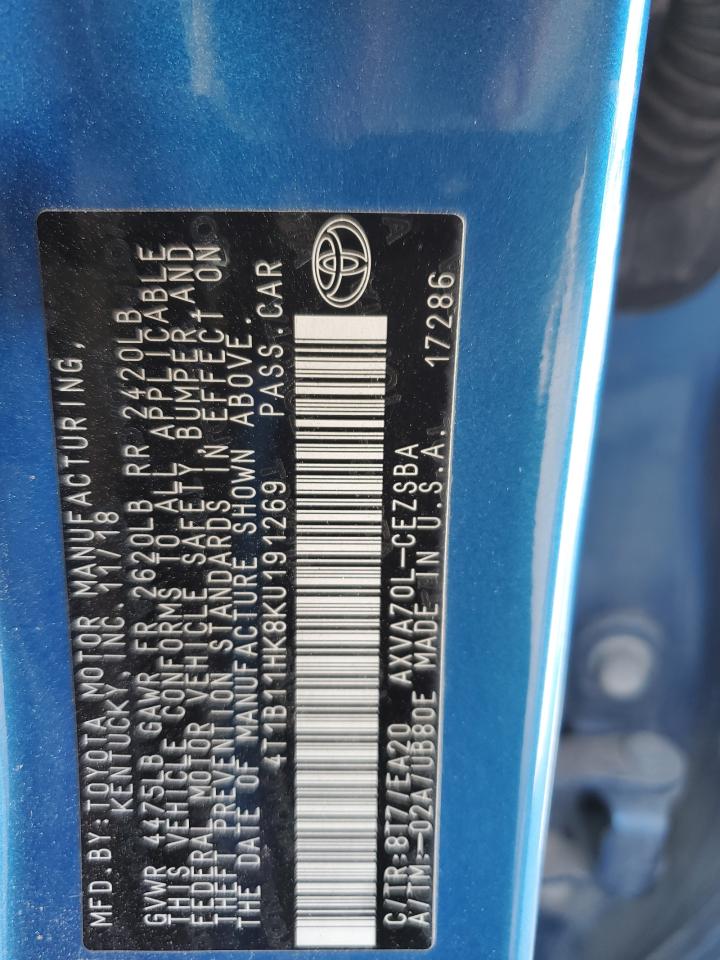 MFD.BY:TOYOTA MOTOR MANUFACTURING,
KENTUCKY, INC. 11/18
GVWR 4475LB GAWR FR 2620LB RR 2420LB
THIS VEHICLE CONFORMS TO ALL APPLICABLE
FEDERAL MOTOR VEHICLE SAFETY, BUMPER, AND
THEFT PREVENTION STANDARDS IN EFFECT ON
THE DATE OF MANUFACTURE SHOWN ABOVE.
4T1B11HK8KU191269 PASS.CAR
C/TR:8T7/EA20 AXVA70L-CEZSBA
A/TM:-02A/UB80E MADE IN U.S.A. 17286